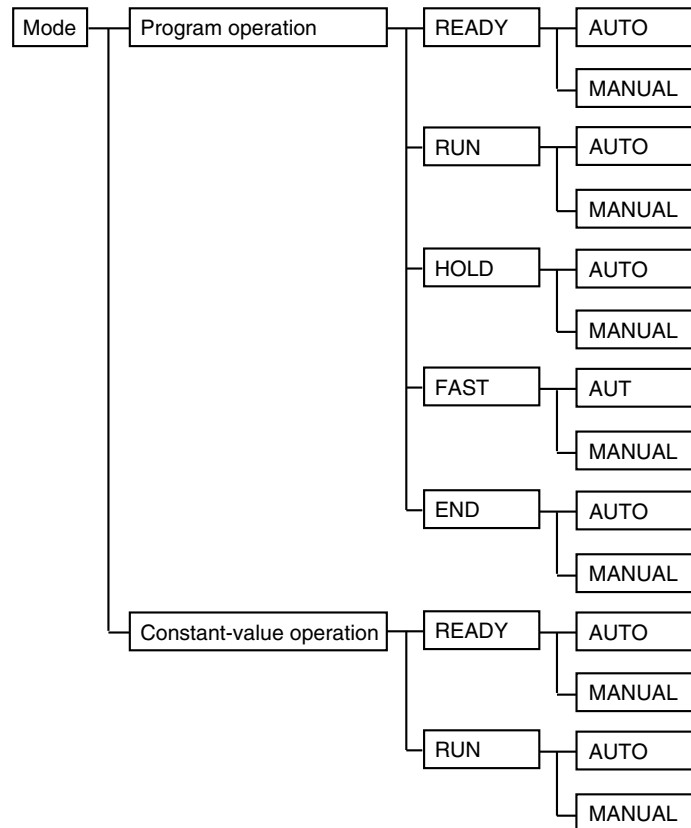 Mode
Program operation
READY
AUTO
MANUAL
RUN
AUTO
MANUAL
HOLD
AUTO
MANUAL
FAST
AUT
MANUAL
END
AUTO
MANUAL
Constant-value operation
READY
AUTO
MANUAL
RUN
AUTO
MANUAL